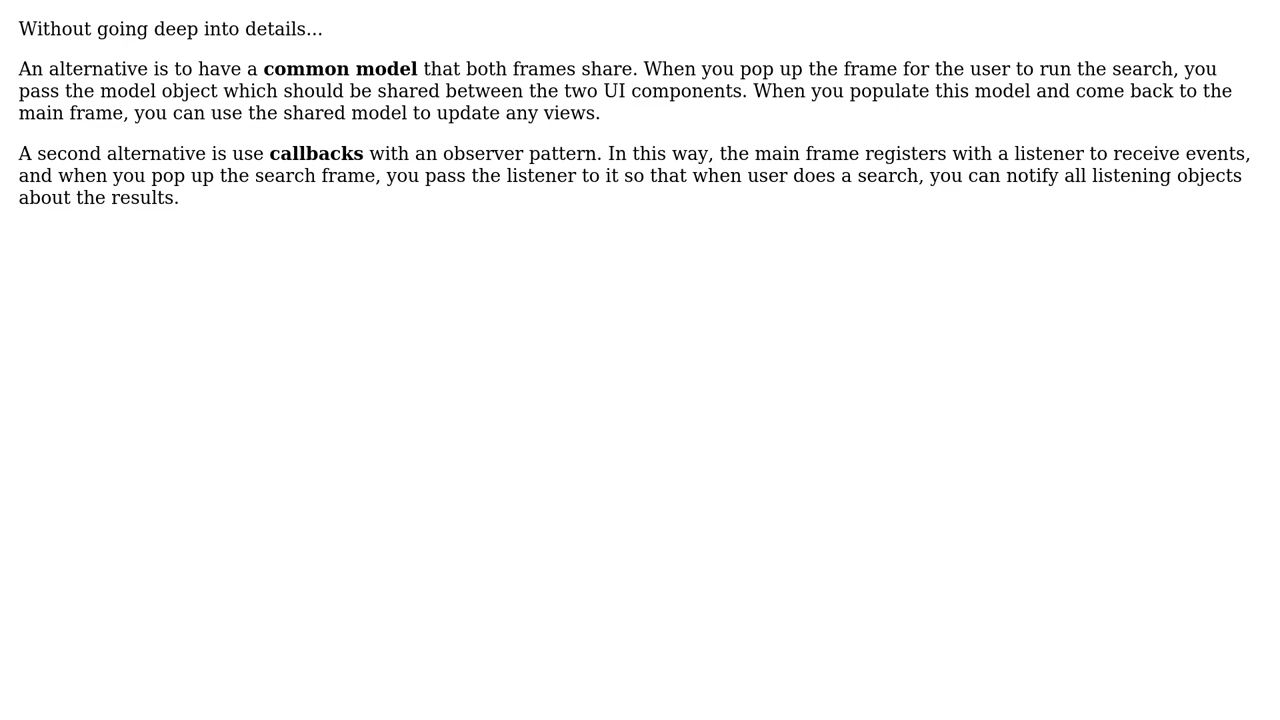 Without going deep into details...
An alternative is to have a common model that both frames share. When you pop up the frame for the user to run the search, you
pass the model object which should be shared between the two UI components. When you populate this model and come back to the
main frame, you can use the shared model to update any views.
A second alternative is use callbacks with an observer pattern. In this way, the main frame registers with a listener to receive events,
and when you pop up the search frame, you pass the listener to it so that when user does a search, you can notify all listening objects
about the results.